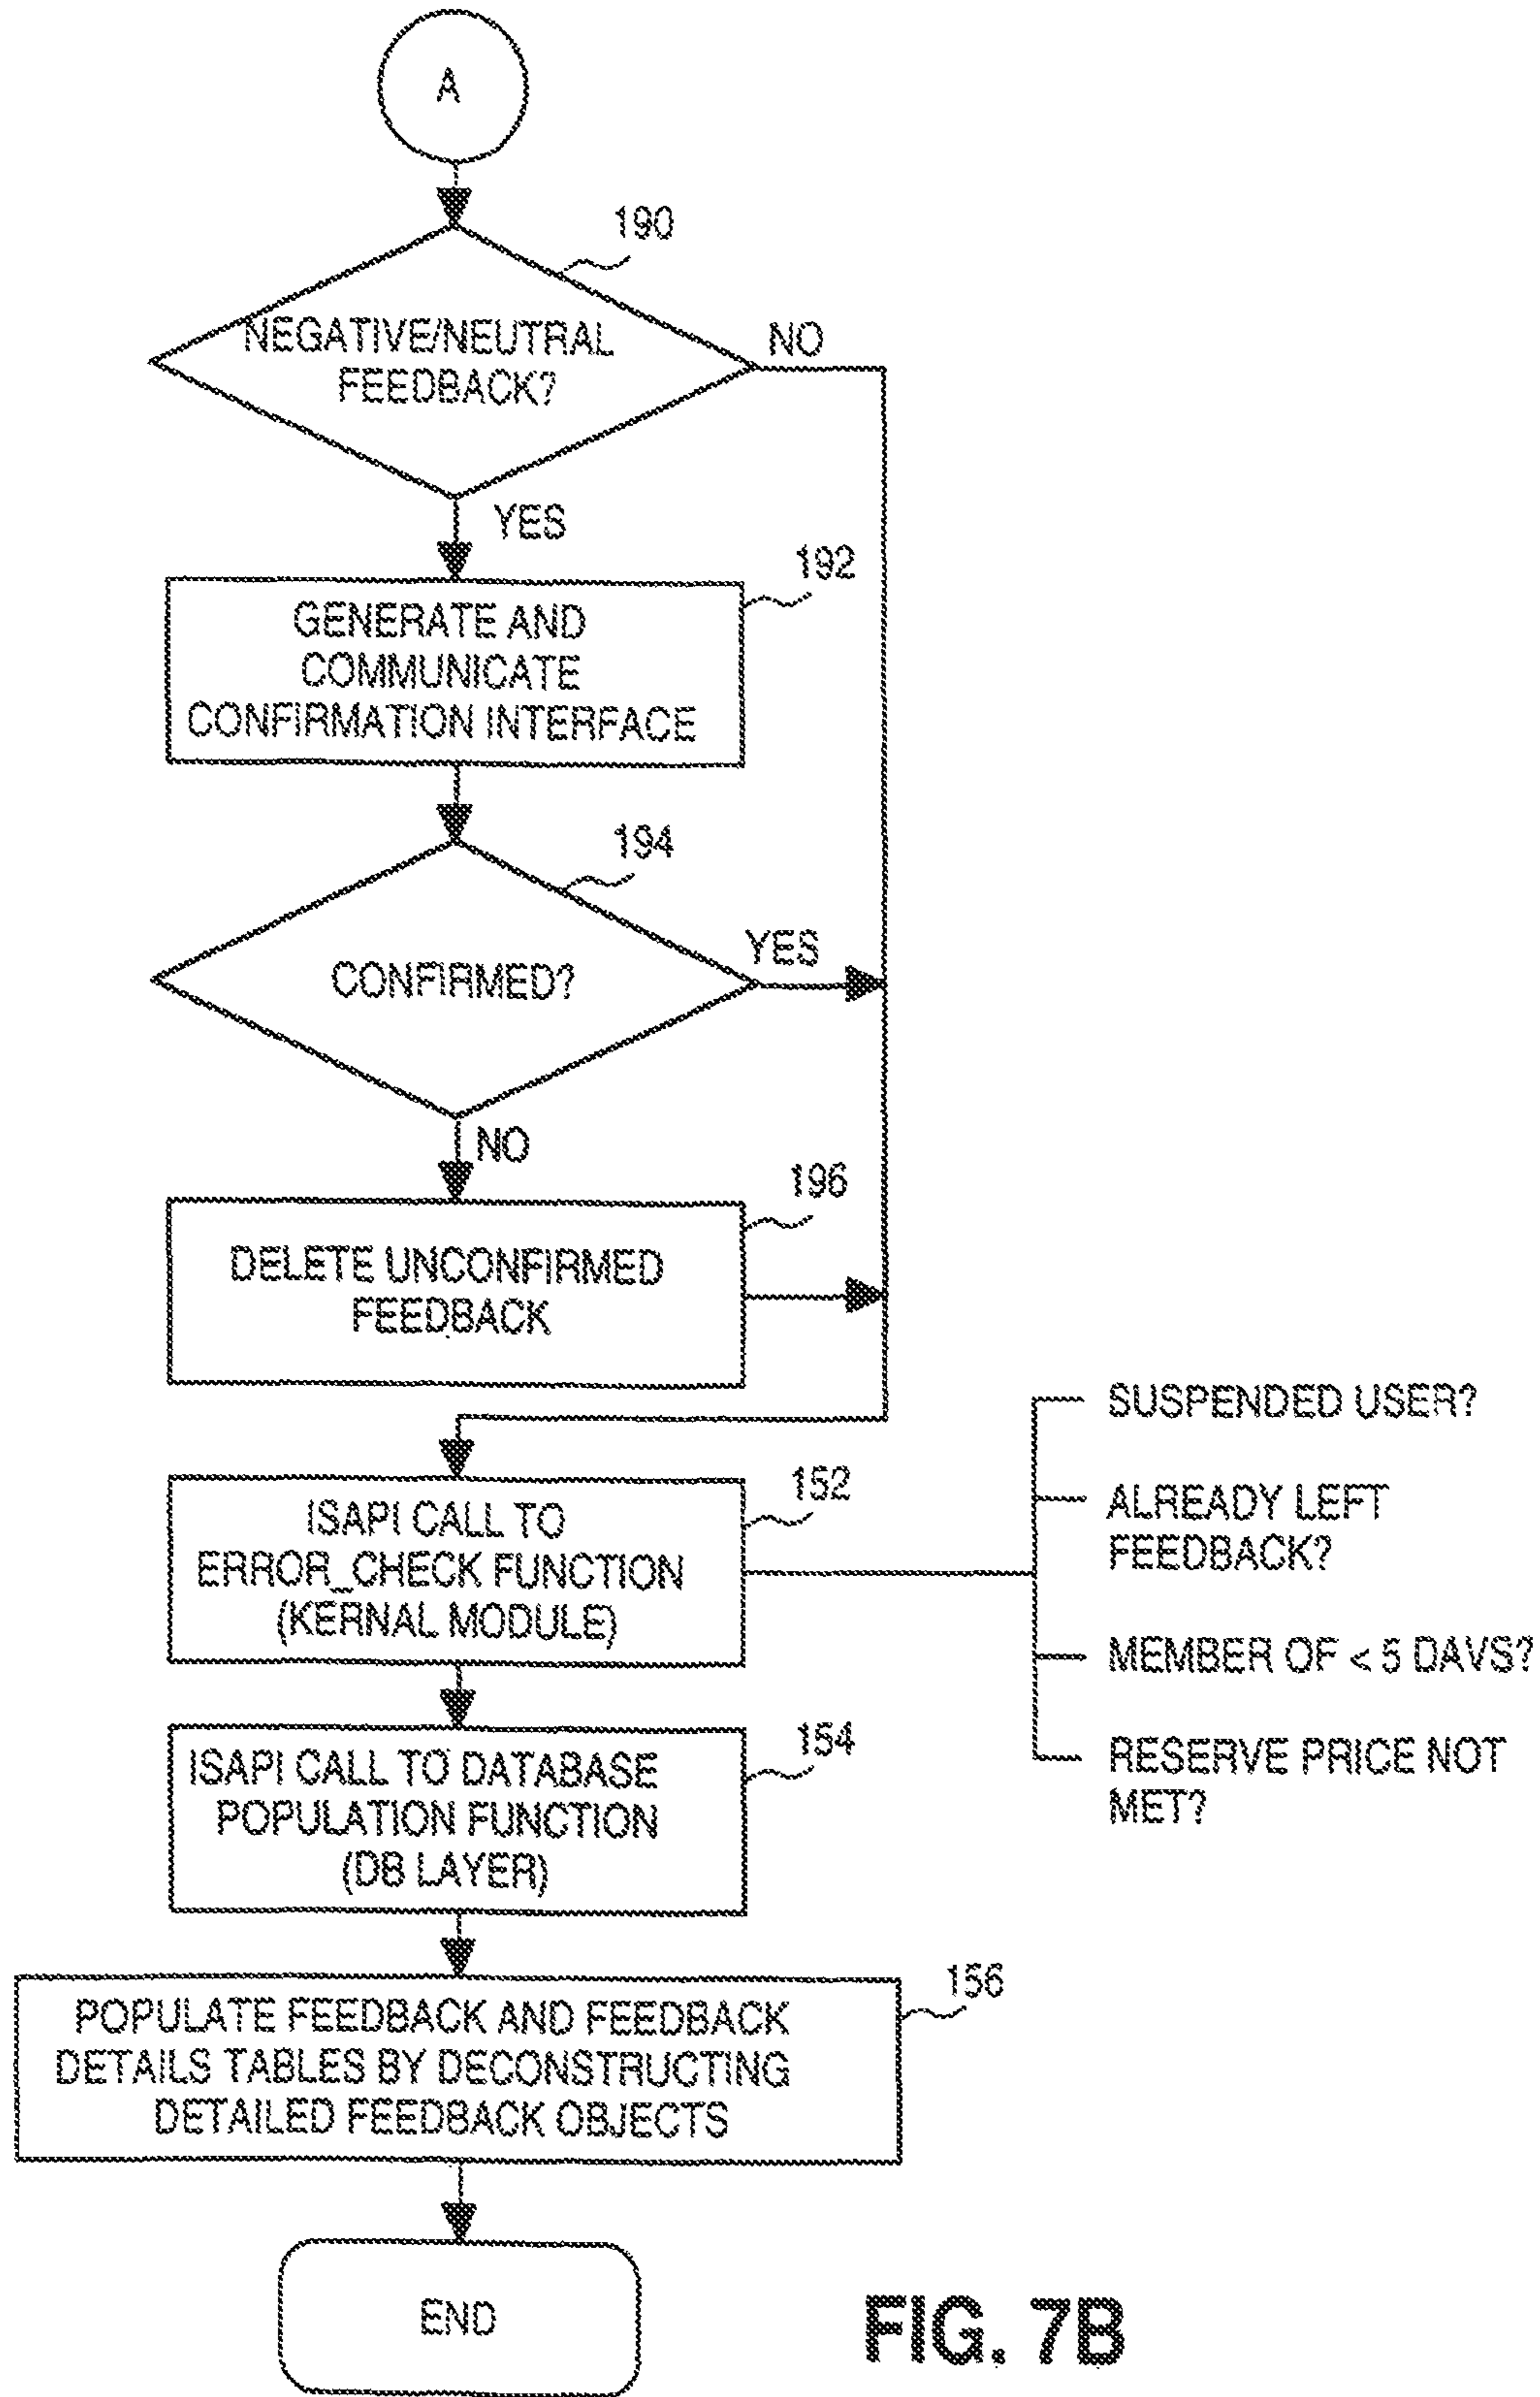 A
190
NEGATIVE/NEUTRAL
FEEDBACK?
NO
YES
192
GENERATE AND
COMMUNICATE
CONFIRMATION INTERFACE
194
CONFIRMED?
YES
NO
196
DELETE UNCONFIRMED
FEEDBACK
152
ISAPI CALL TO
ERROR_CHECK FUNCTION
(KERNAL MODULE)
SUSPENDED USER?
ALREADY LEFT
FEEDBACK?
MEMBER OF < 5 DAVS?
RESERVE PRICE NOT
MET?
154
ISAPI CALL TO DATABASE
POPULATION FUNCTION
(DB LAYER)
156
POPULATE FEEDBACK AND FEEDBACK
DETAILS TABLES BY DECONSTRUCTING
DETAILED FEEDBACK OBJECTS
END
FIG. 7B